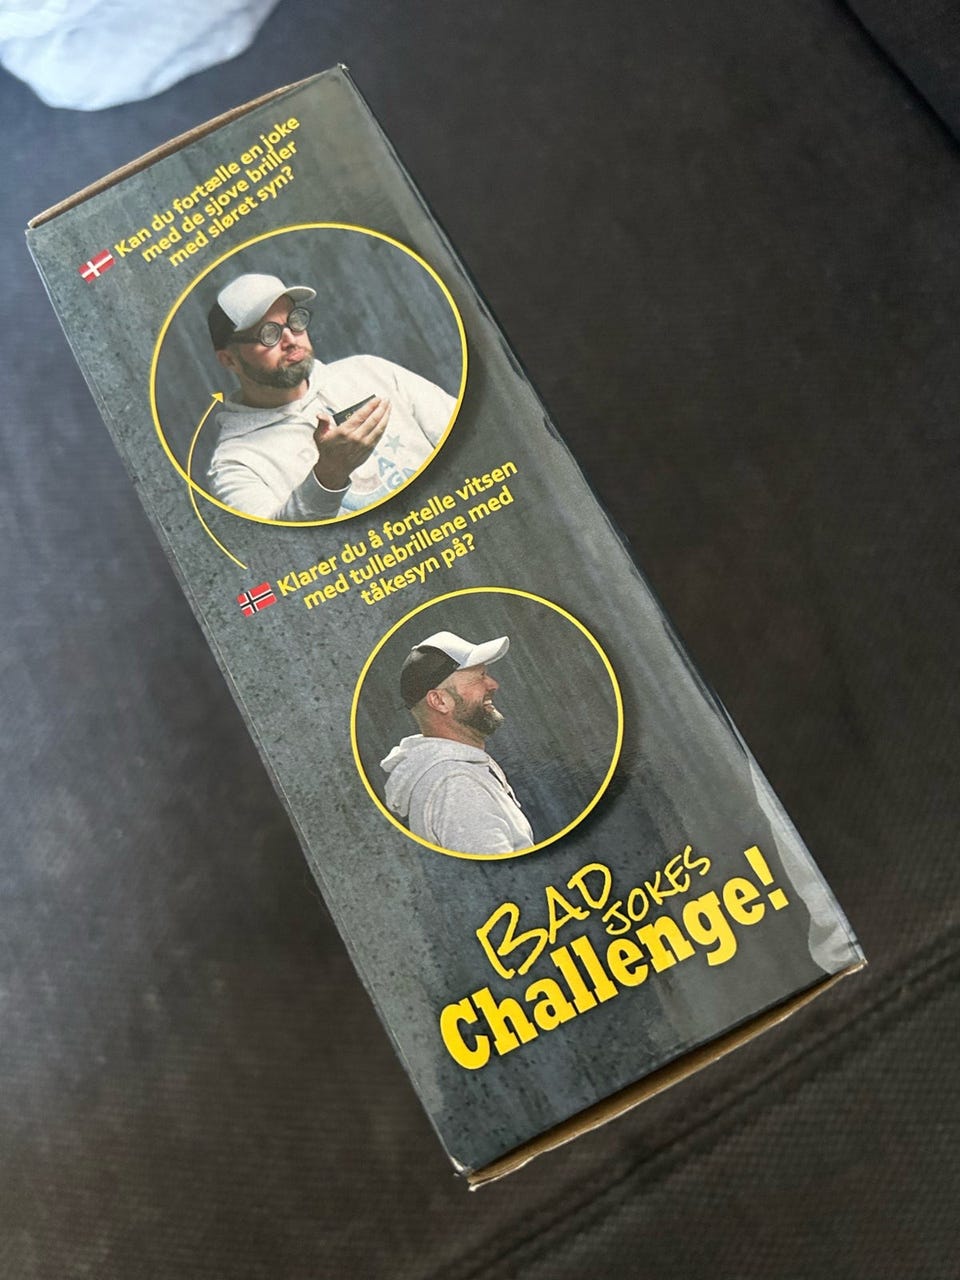 Kan du fortælle en joke
med de sjove briller
med sløret syn?
Klarer du å fortelle vitsen
med tullebrillene med
tåkesyn på?
BAD
JOKES
Challenge!